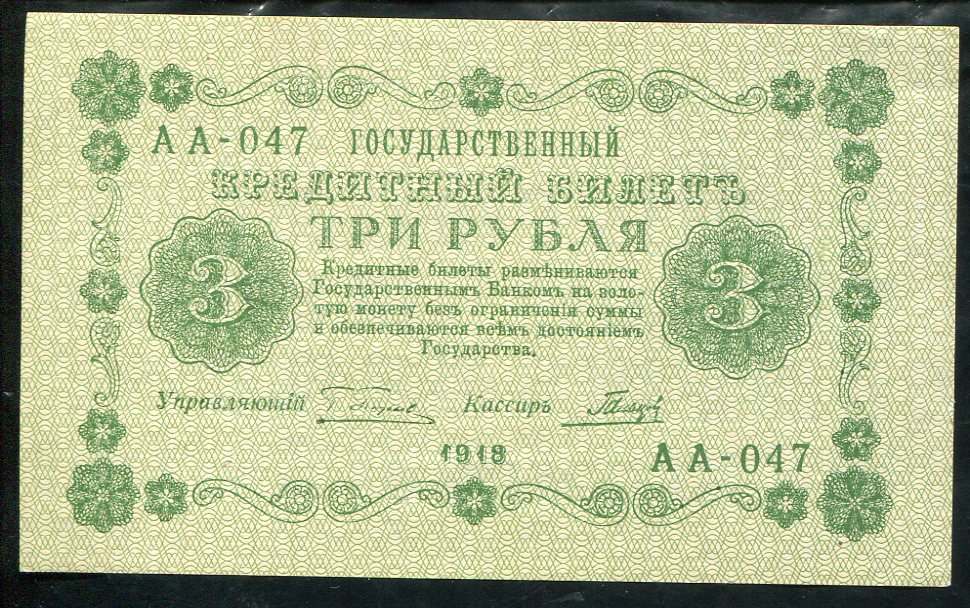 АА-047 ГОСУДАРСТВЕННЫЙ
КРЕДИТНЫЙ БИЛЕТЪ
ТРИ РУБЛЯ
3 3
Кредитные билеты размѣниваются
Государственнымъ Банкомъ на золо-
тую монету безъ ограниченія суммы
и обезпечиваются всѣмъ достояніемъ
Государства.
Управляющій Кассиръ
1918
АА-047